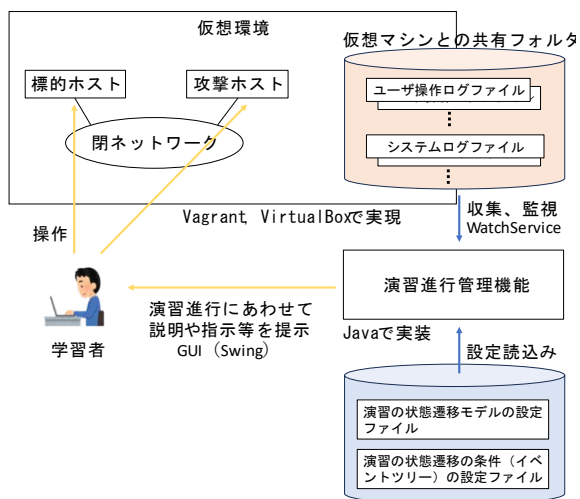 仮想環境
仮想マシンとの共有フォルダ
標的ホスト
攻撃ホスト
閉ネットワーク
ユーザ操作ログファイル
⋮
システムログファイル
⋮
Vagrant, VirtualBoxで実現
収集、監視
WatchService
操作
学習者
演習進行にあわせて
説明や指示等を提示
GUI（Swing）
演習進行管理機能
Javaで実装
設定読込み
演習の状態遷移モデルの設定
ファイル
演習の状態遷移の条件（イベ
ントツリー）の設定ファイル